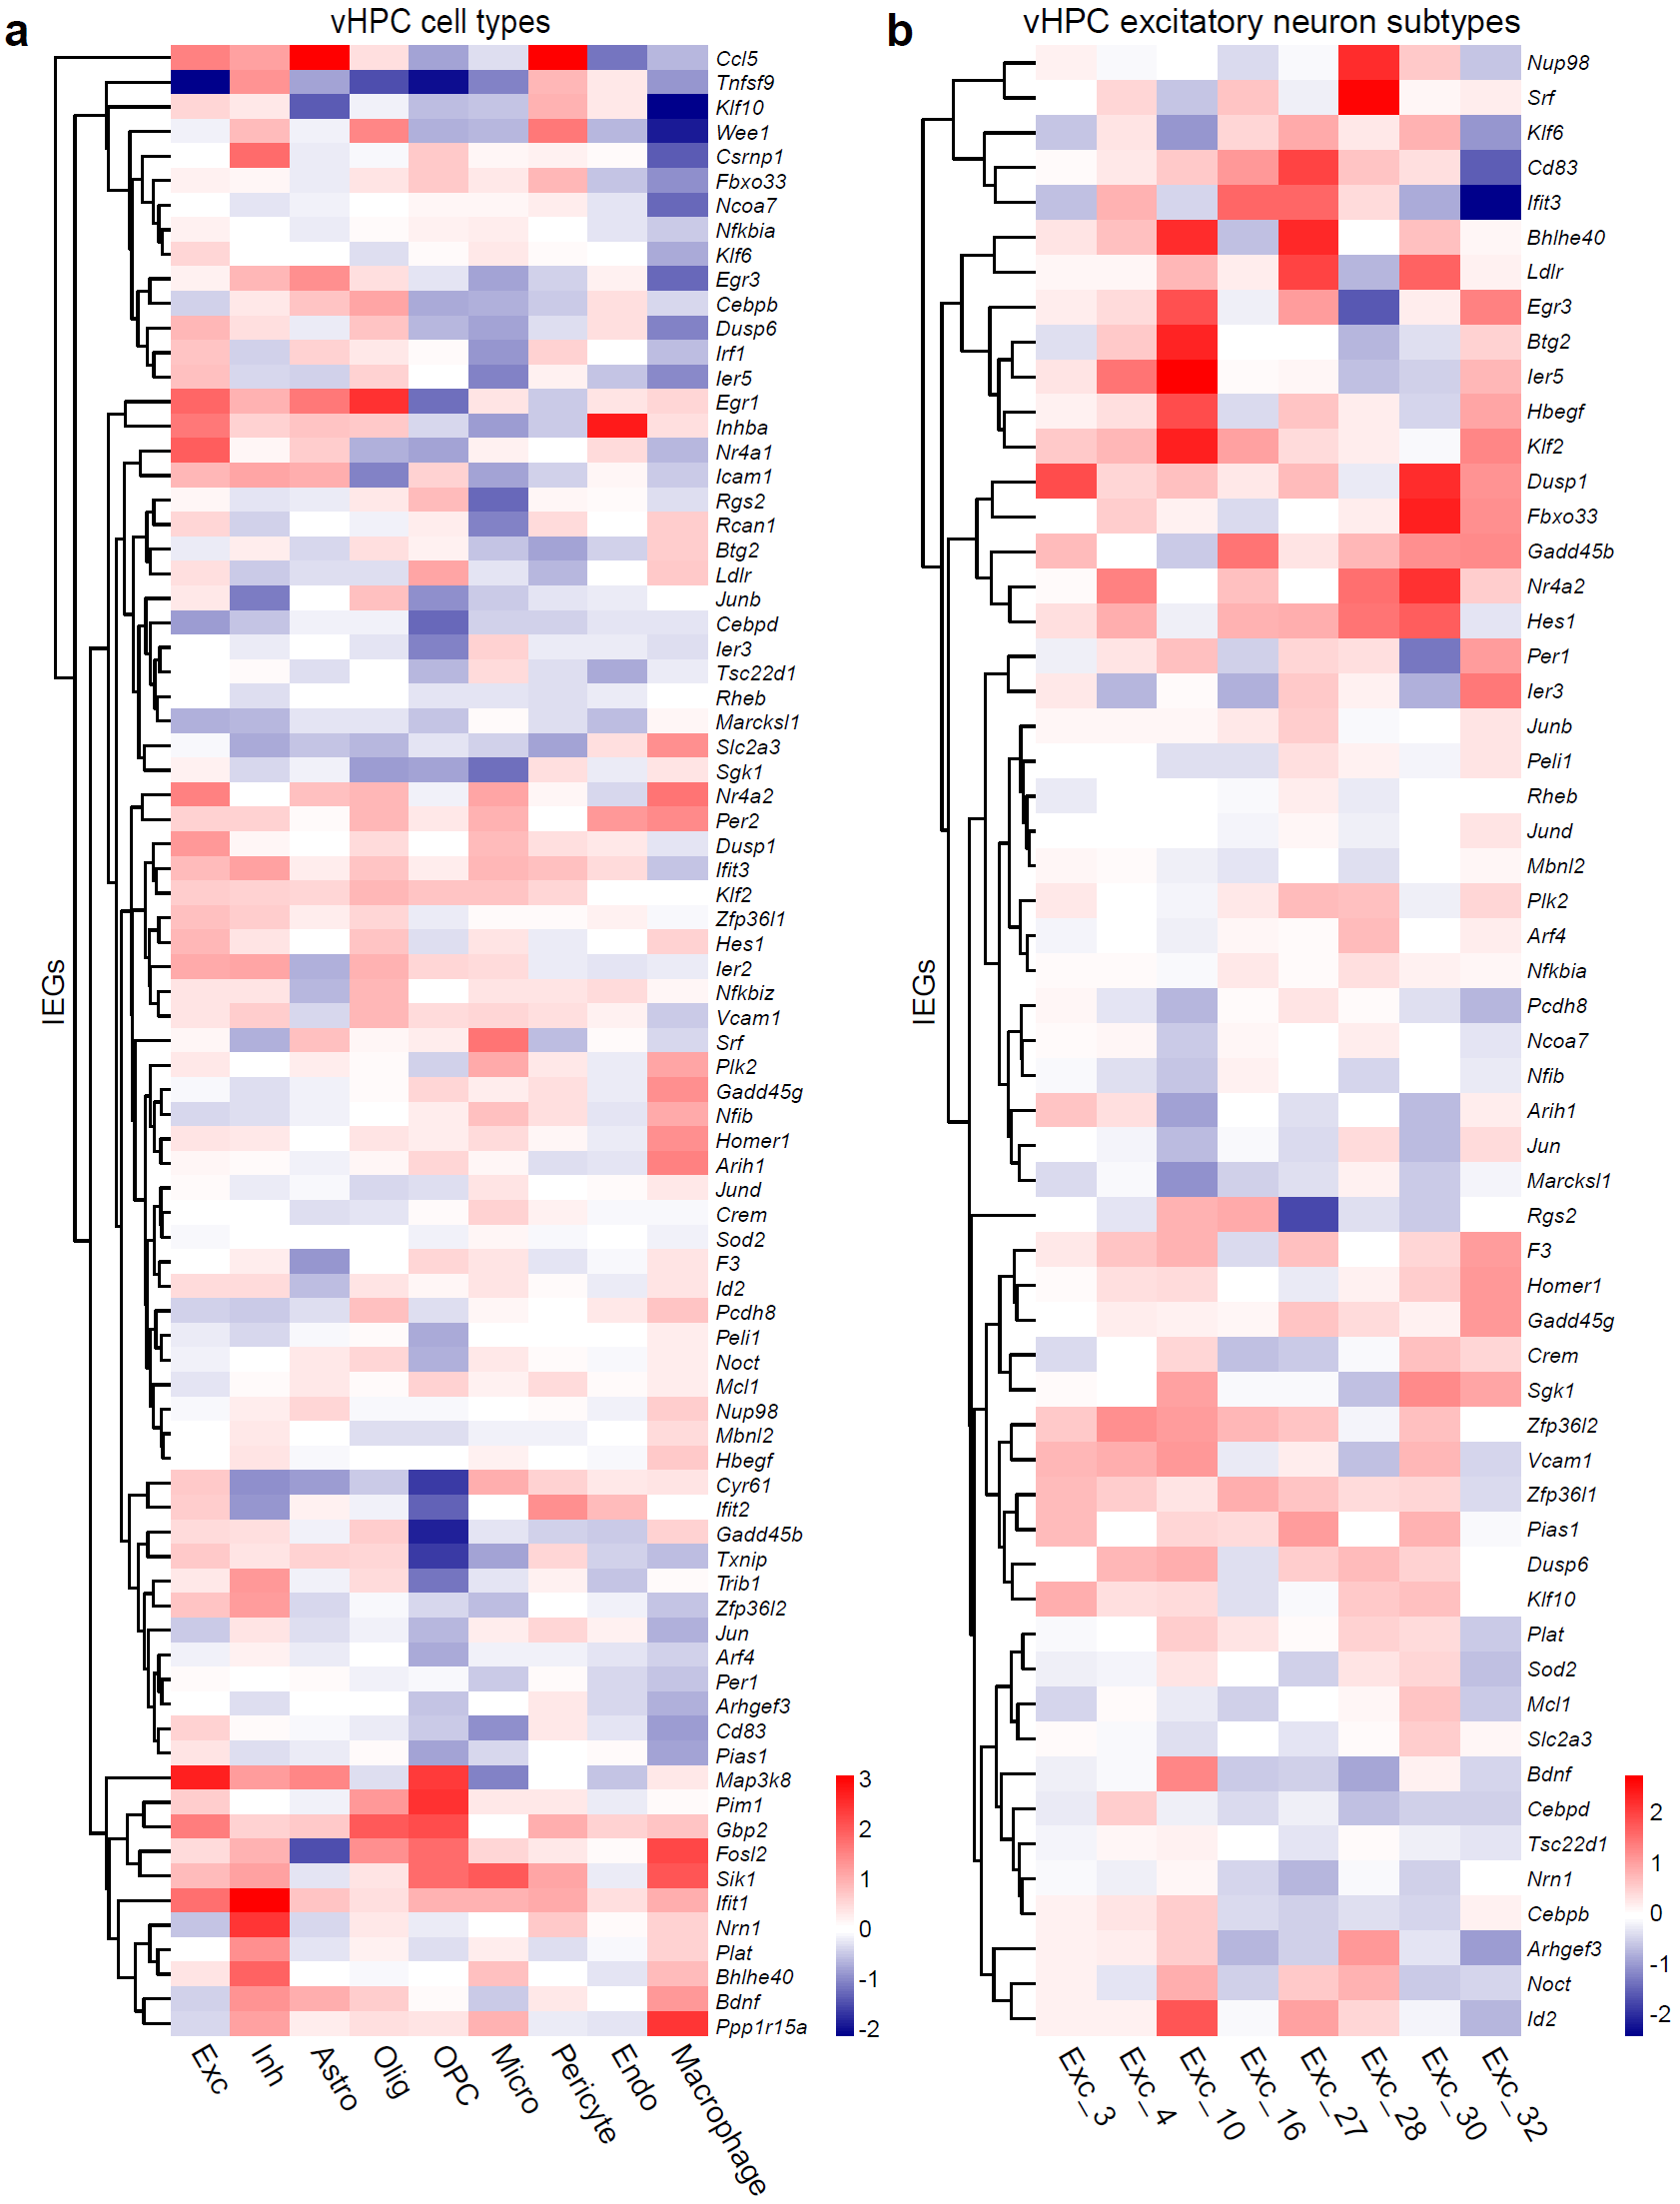 a
vHPC cell types
Ccl5
Tnfsf9
Klf10
Wee1
Csrnp1
Fbxo33
Ncoa7
Nfkbia
Klf6
Egr3
Cebpb
Dusp6
Irf1
Ier5
Egr1
Inhba
Nr4a1
Icam1
Rgs2
Rcan1
Btg2
Ldlr
Junb
Cebpd
Ier3
Tsc22d1
Rheb
Marcksl1
Slc2a3
Sgk1
Nr4a2
Per2
Dusp1
Ifit3
Klf2
Zfp36l1
Hes1
Ier2
Nfkbiz
Vcam1
Srf
Plk2
Gadd45g
Nfib
Homer1
Arih1
Jund
Crem
Sod2
F3
Id2
Pcdh8
Peli1
Noct
Mcl1
Nup98
Mbnl2
Hbegf
Cyr61
Ifit2
Gadd45b
Txnip
Trib1
Zfp36l2
Jun
Arf4
Per1
Arhgef3
Cd83
Pias1
Map3k8
Pim1
Gbp2
Fosl2
Sik1
Ifit1
Nrn1
Plat
Bhlhe40
Bdnf
Ppp1r15a
IEGs
3
2
1
0
-1
-2
Exc
Inh
Astro
Olig
OPC
Micro
Pericyte
Endo
Macrophage
b
vHPC excitatory neuron subtypes
Nup98
Srf
Klf6
Cd83
Ifit3
Bhlhe40
Ldlr
Egr3
Btg2
Ier5
Hbegf
Klf2
Dusp1
Fbxo33
Gadd45b
Nr4a2
Hes1
Per1
Ier3
Junb
Peli1
Rheb
Jund
Mbnl2
Plk2
Arf4
Nfkbia
Pcdh8
Ncoa7
Nfib
Arih1
Jun
Marcksl1
Rgs2
F3
Homer1
Gadd45g
Crem
Sgk1
Zfp36l2
Vcam1
Zfp36l1
Pias1
Dusp6
Klf10
Plat
Sod2
Mcl1
Slc2a3
Bdnf
Cebpd
Tsc22d1
Nrn1
Cebpb
Arhgef3
Noct
Id2
IEGs
2
1
0
-1
-2
Exc_3
Exc_4
Exc_10
Exc_16
Exc_27
Exc_28
Exc_30
Exc_32